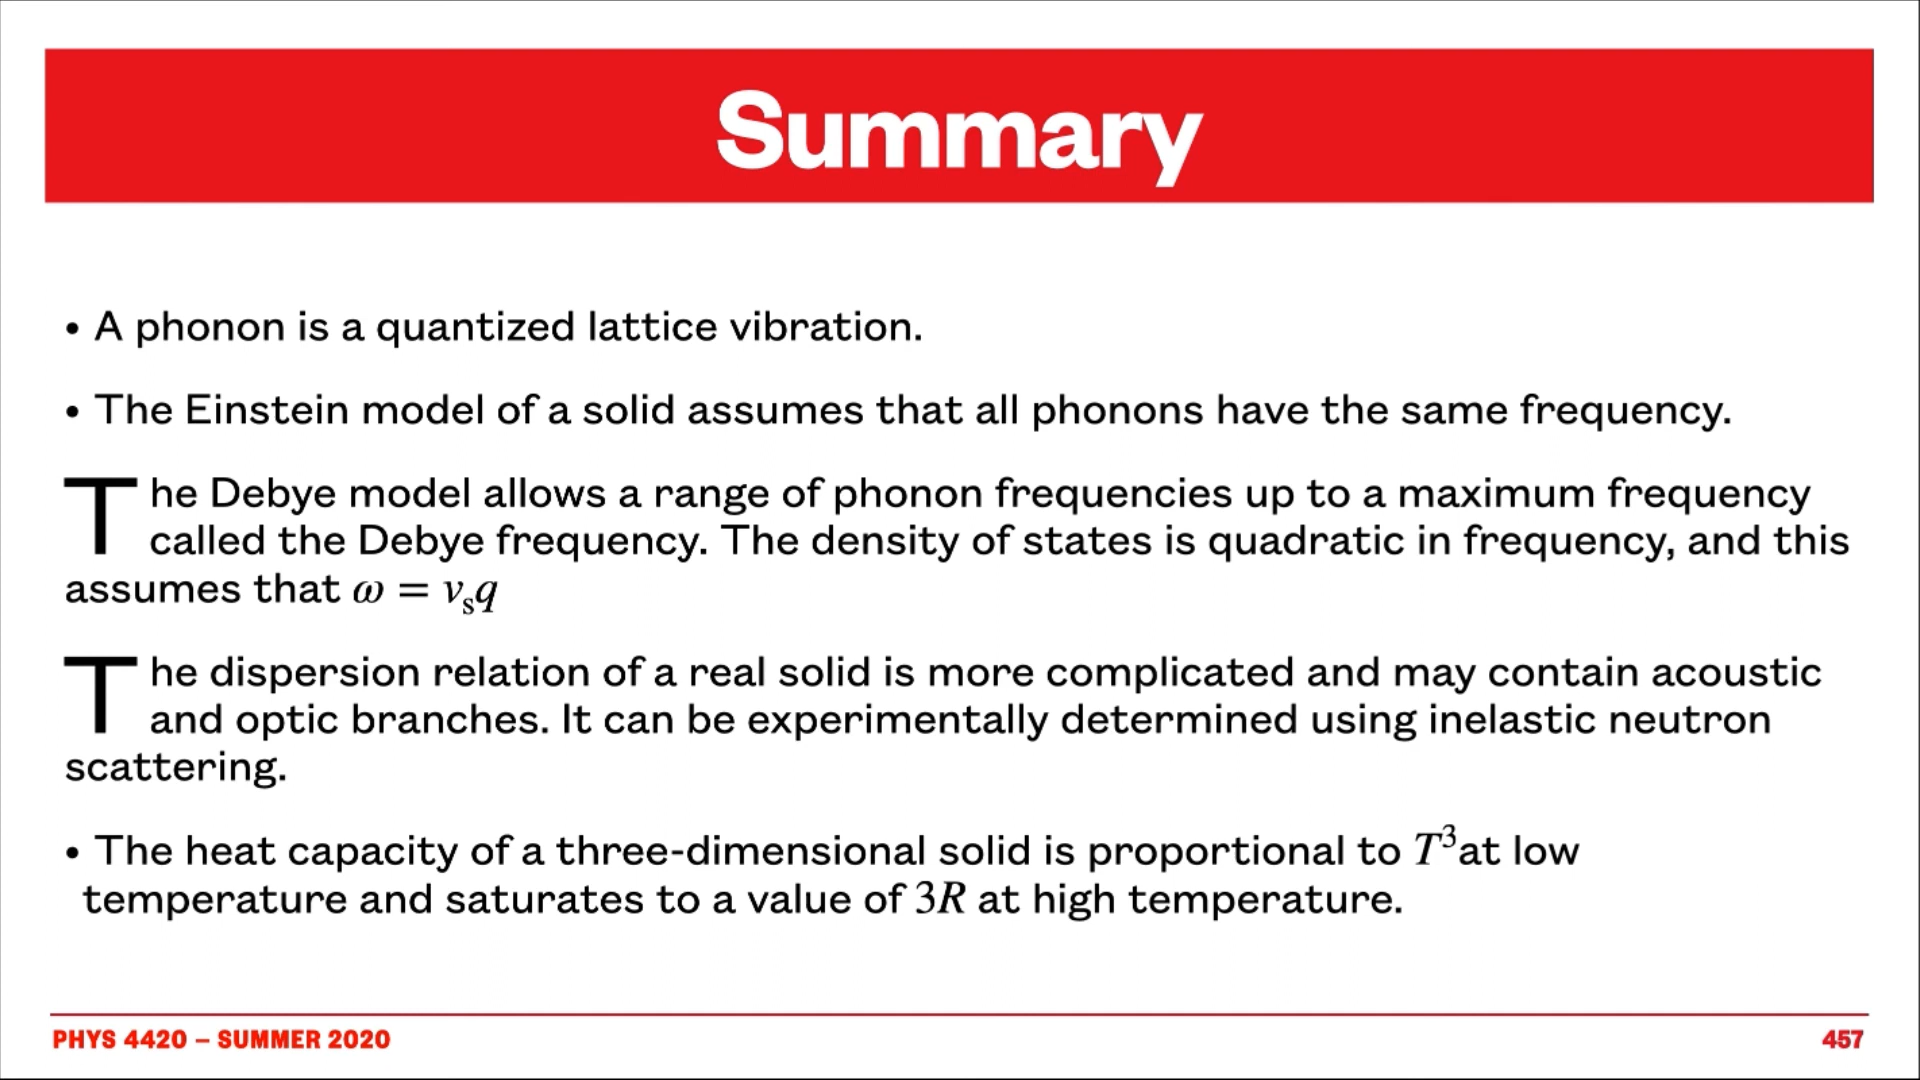 Summary
• A phonon is a quantized lattice vibration.
• The Einstein model of a solid assumes that all phonons have the same frequency.
The Debye model allows a range of phonon frequencies up to a maximum frequency
called the Debye frequency. The density of states is quadratic in frequency, and this
assumes that ω = vₛq
The dispersion relation of a real solid is more complicated and may contain acoustic
and optic branches. It can be experimentally determined using inelastic neutron
scattering.
• The heat capacity of a three-dimensional solid is proportional to T³at low
temperature and saturates to a value of 3R at high temperature.
PHYS 4420 – SUMMER 2020
457